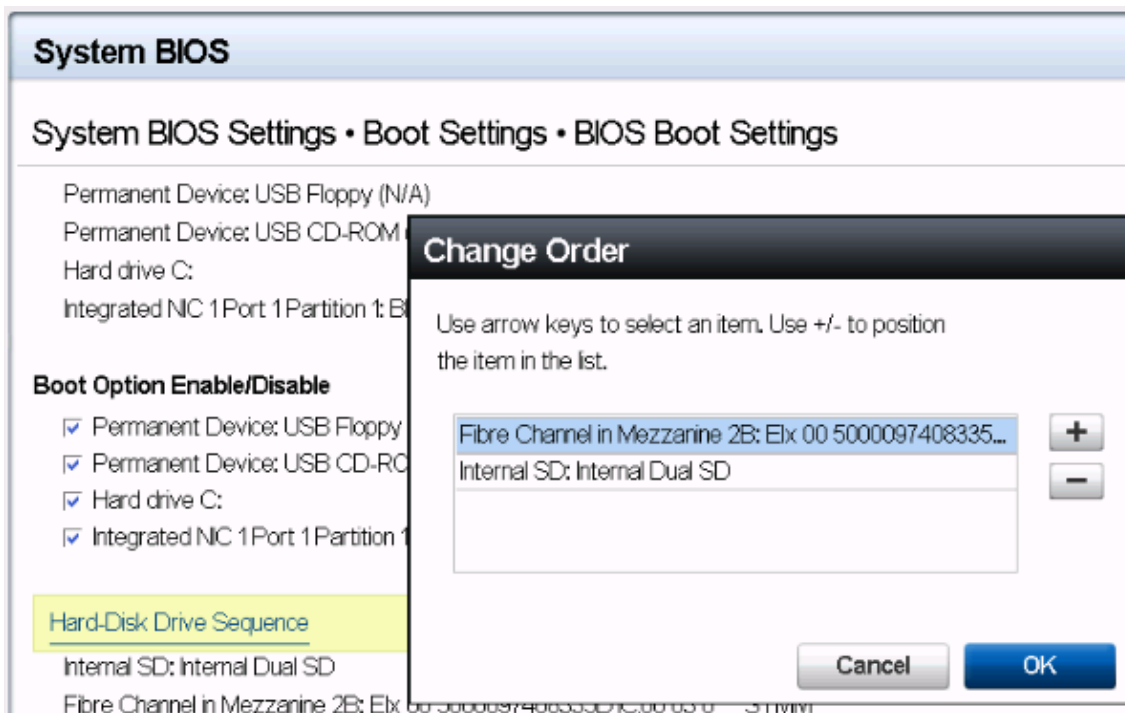 System BIOS
System BIOS Settings • Boot Settings • BIOS Boot Settings
Permanent Device: USB Floppy (N/A)
Permanent Device: USB CD-ROM
Hard drive C:
Integrated NIC 1 Port 1 Partition 1:
Boot Option Enable/Disable
Permanent Device: USB Floppy
Permanent Device: USB
Hard drive C:
Integrated NIC 1 Port 1 Partition 1
Hard-Disk Drive Sequence
Internal SD: Internal Dual SD
Fibre Channel in Mezzanine 2B: Elx
Change Order
Use arrow keys to select an item. Use +/- to position
the item in the list.
Fibre Channel in Mezzanine 2B: Elx 00 5000097408335...
Internal SD: Internal Dual SD
+
-
Cancel
OK